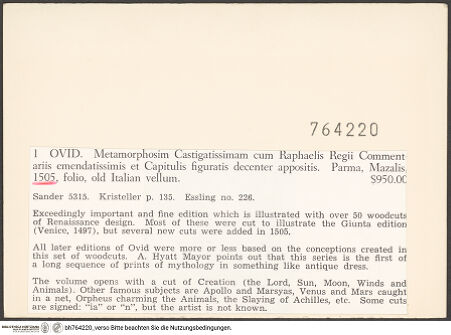 764220
1 OVID. Metamorphosim Castigatissimam cum Raphaelis Regii Comment
ariis emendatissimis et Capitulis figuratis decenter appositis. Parma, Mazalis,
1505, folio, old Italian vellum. $950.00
Sander 5315. Kristeller p. 135. Essling no. 226.
Exceedingly important and fine edition which is illustrated with over 50 woodcuts
of Renaissance design. Most of these were cut to illustrate the Giunta edition
(Venice, 1497), but several new cuts were added in 1505.
All later editions of Ovid were more or less based on the conceptions created in
this set of woodcuts. A. Hyatt Mayor points out that this series is the first of
a long sequence of prints of mythology in something like antique dress.
The volume opens with a cut of Creation (the Lord, Sun, Moon, Winds and
Animals). Other famous subjects are Apollo and Marsyas, Venus and Mars caught
in a net, Orpheus charming the Animals, the Slaying of Achilles, etc. Some cuts
are signed: "ia" or "n", but the artist is not known.
bh764220, verso Bitte beachten Sie die Nutzungsbedingungen.